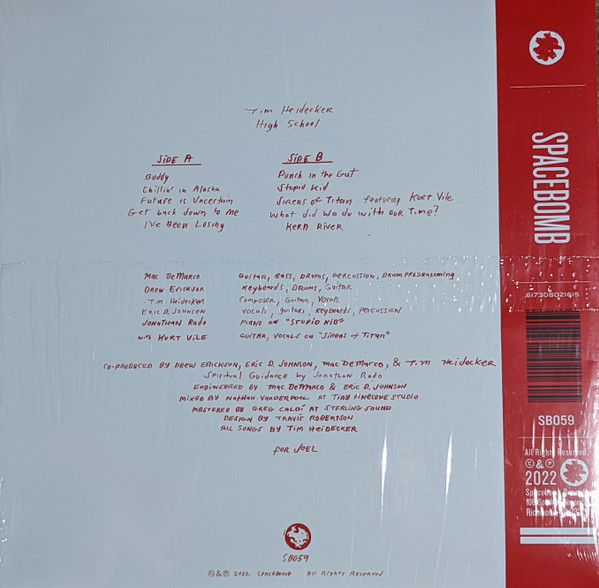 Tim Heidecker
High School
SIDE A
Buddy
Chillin' in Alaska
Future is Uncertain
Get back down to me
I've Been Losing
SIDE B
Punch in the Gut
Stupid Kid
Sirens of Titan featuring Kurt Vile
What did We do with our Time?
Kern River
Mac DeMarco Guitar, Bass, Drums, Percussion, Drum Programming
Drew Erickson Keyboards, Drums, Guitar
Tim Heidecker Composer, Guitar, Vocals
Eric D. Johnson Vocals, guitars, keyboards, percussion
Jonathan Rado Piano on "Stupid Kid"
with Kurt Vile Guitar, Vocals on "Sirens of Titan"
Co-produced by Drew Erickson, Eric D. Johnson, Mac DeMarco, & Tim Heidecker
Spiritual Guidance by Jonathan Rado
Engineered by Mac DeMarco & Eric D. Johnson
Mixed by Nathan Vanderpool at Tiny Pinecone Studio
Mastered by Greg Calbi at Sterling Sound
Design by Travis Robertson
All songs by Tim Heidecker
For Joel
SB059
©&℗ 2022 Spacebomb All Rights Reserved
SPACEBOMB
SB059
All Rights Reserved.
©&℗
2022